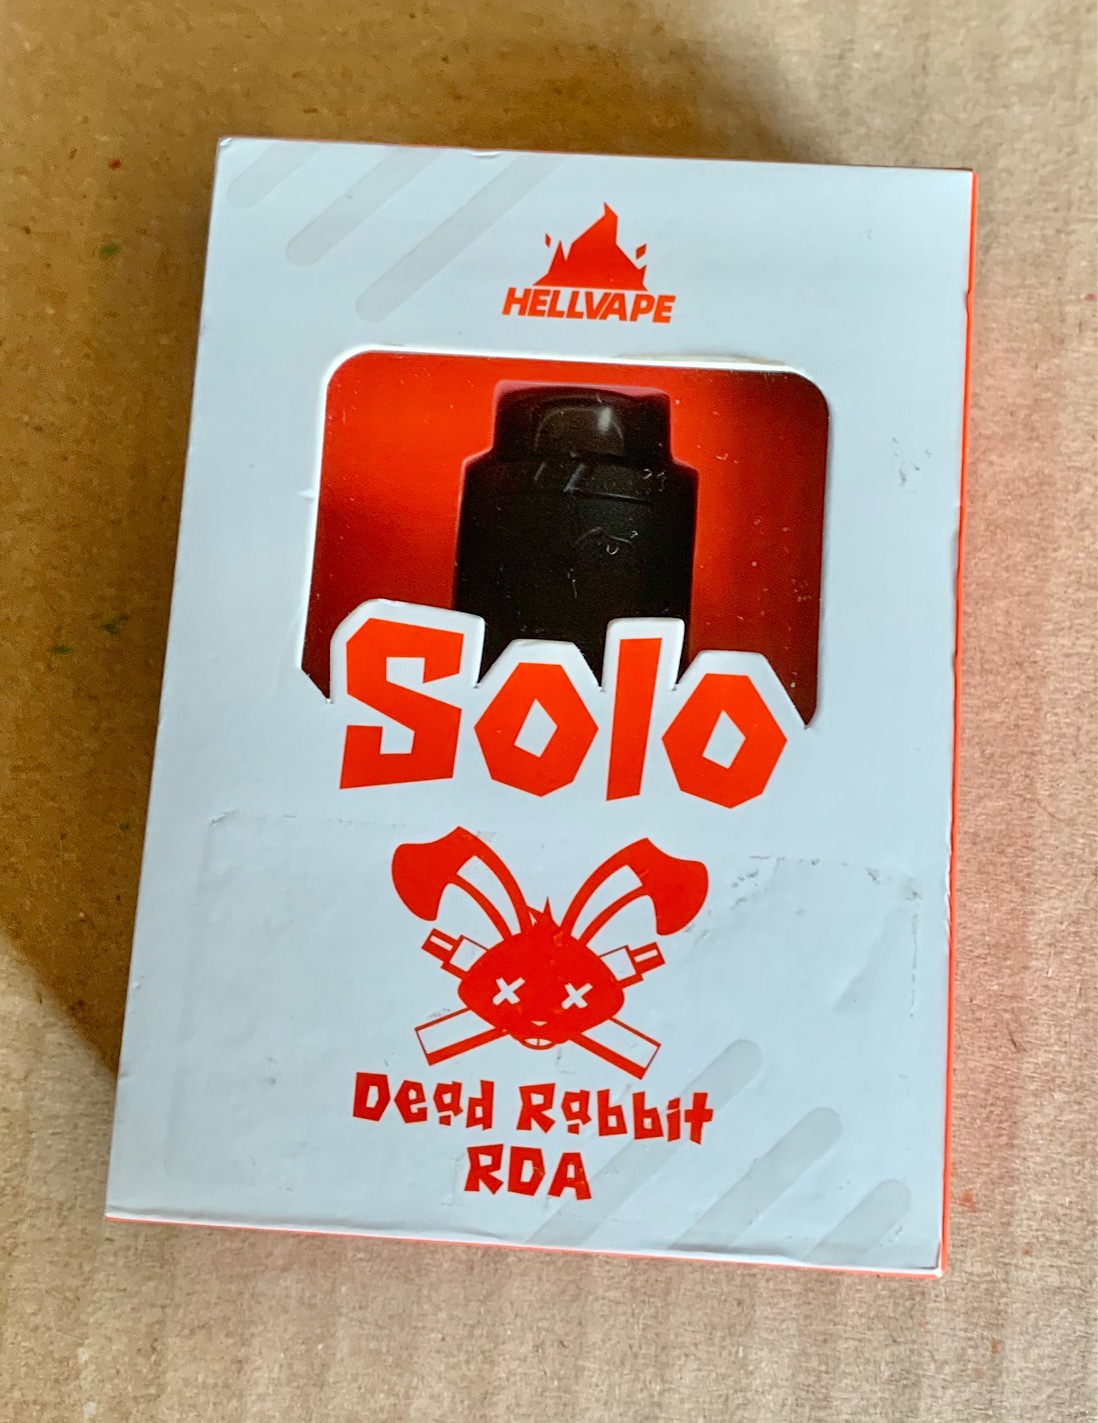 HELLVAPE
Solo
Dead Rabbit
RDA